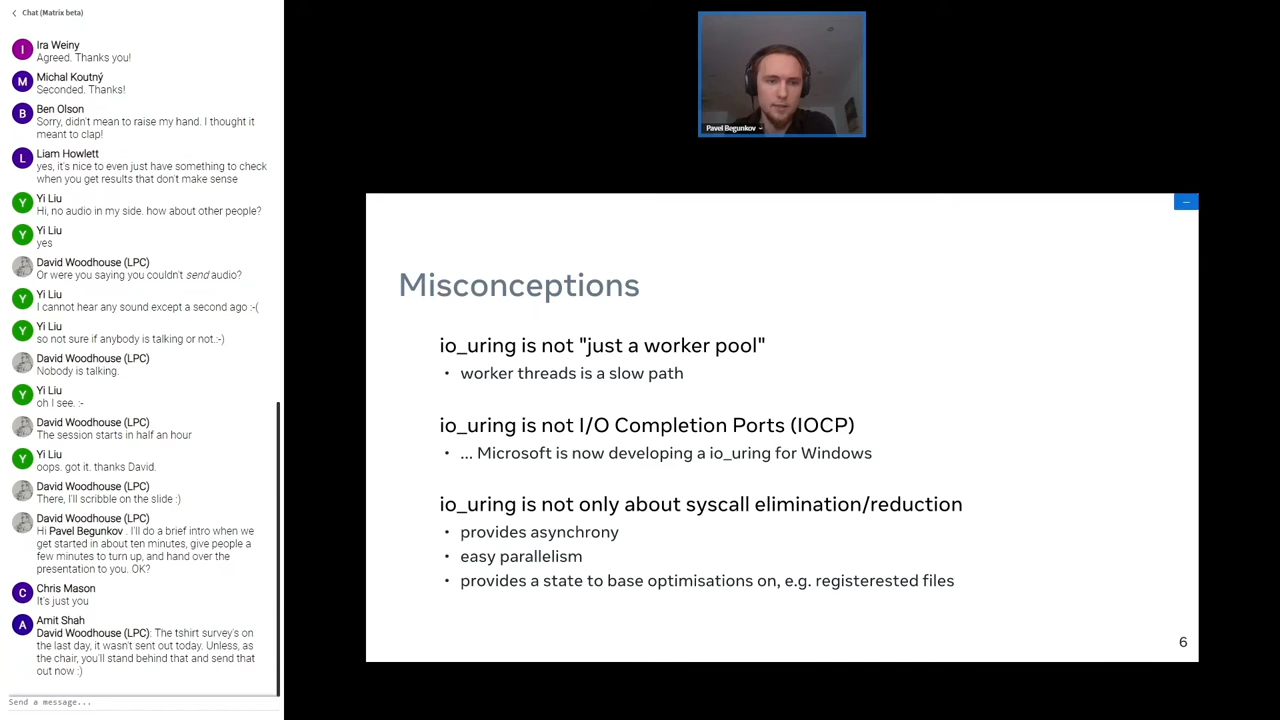 Chat (Matrix beta)
I
Ira Weiny
Agreed. Thanks you!
M
Michal Koutný
Seconded. Thanks!
B
Ben Olson
Sorry, didn't mean to raise my hand. I thought it
meant to clap!
L
Liam Howlett
yes, it's nice to even just have something to check
when you get results that don't make sense
Y
Yi Liu
Hi, no audio in my side. how about other people?
Y
Yi Liu
yes
David Woodhouse (LPC)
Or were you saying you couldn't send audio?
Y
Yi Liu
I cannot hear any sound except a second ago :-(
Y
Yi Liu
so not sure if anybody is talking or not.:-)
David Woodhouse (LPC)
Nobody is talking.
Y
Yi Liu
oh I see. :-
David Woodhouse (LPC)
The session starts in half an hour
Y
Yi Liu
oops. got it. thanks David.
David Woodhouse (LPC)
There, I'll scribble on the slide :)
David Woodhouse (LPC)
Hi Pavel Begunkov . I'll do a brief intro when we
get started in about ten minutes, give people a
few minutes to turn up, and hand over the
presentation to you. OK?
C
Chris Mason
It's just you
A
Amit Shah
David Woodhouse (LPC): The tshirt survey's on
the last day, it wasn't sent out today. Unless, as
the chair, you'll stand behind that and send that
out now :)
Send a message...
Pavel Begunkov
Misconceptions
io_uring is not "just a worker pool"
• worker threads is a slow path
io_uring is not I/O Completion Ports (IOCP)
• ... Microsoft is now developing a io_uring for Windows
io_uring is not only about syscall elimination/reduction
• provides asynchrony
• easy parallelism
• provides a state to base optimisations on, e.g. registerested files
6